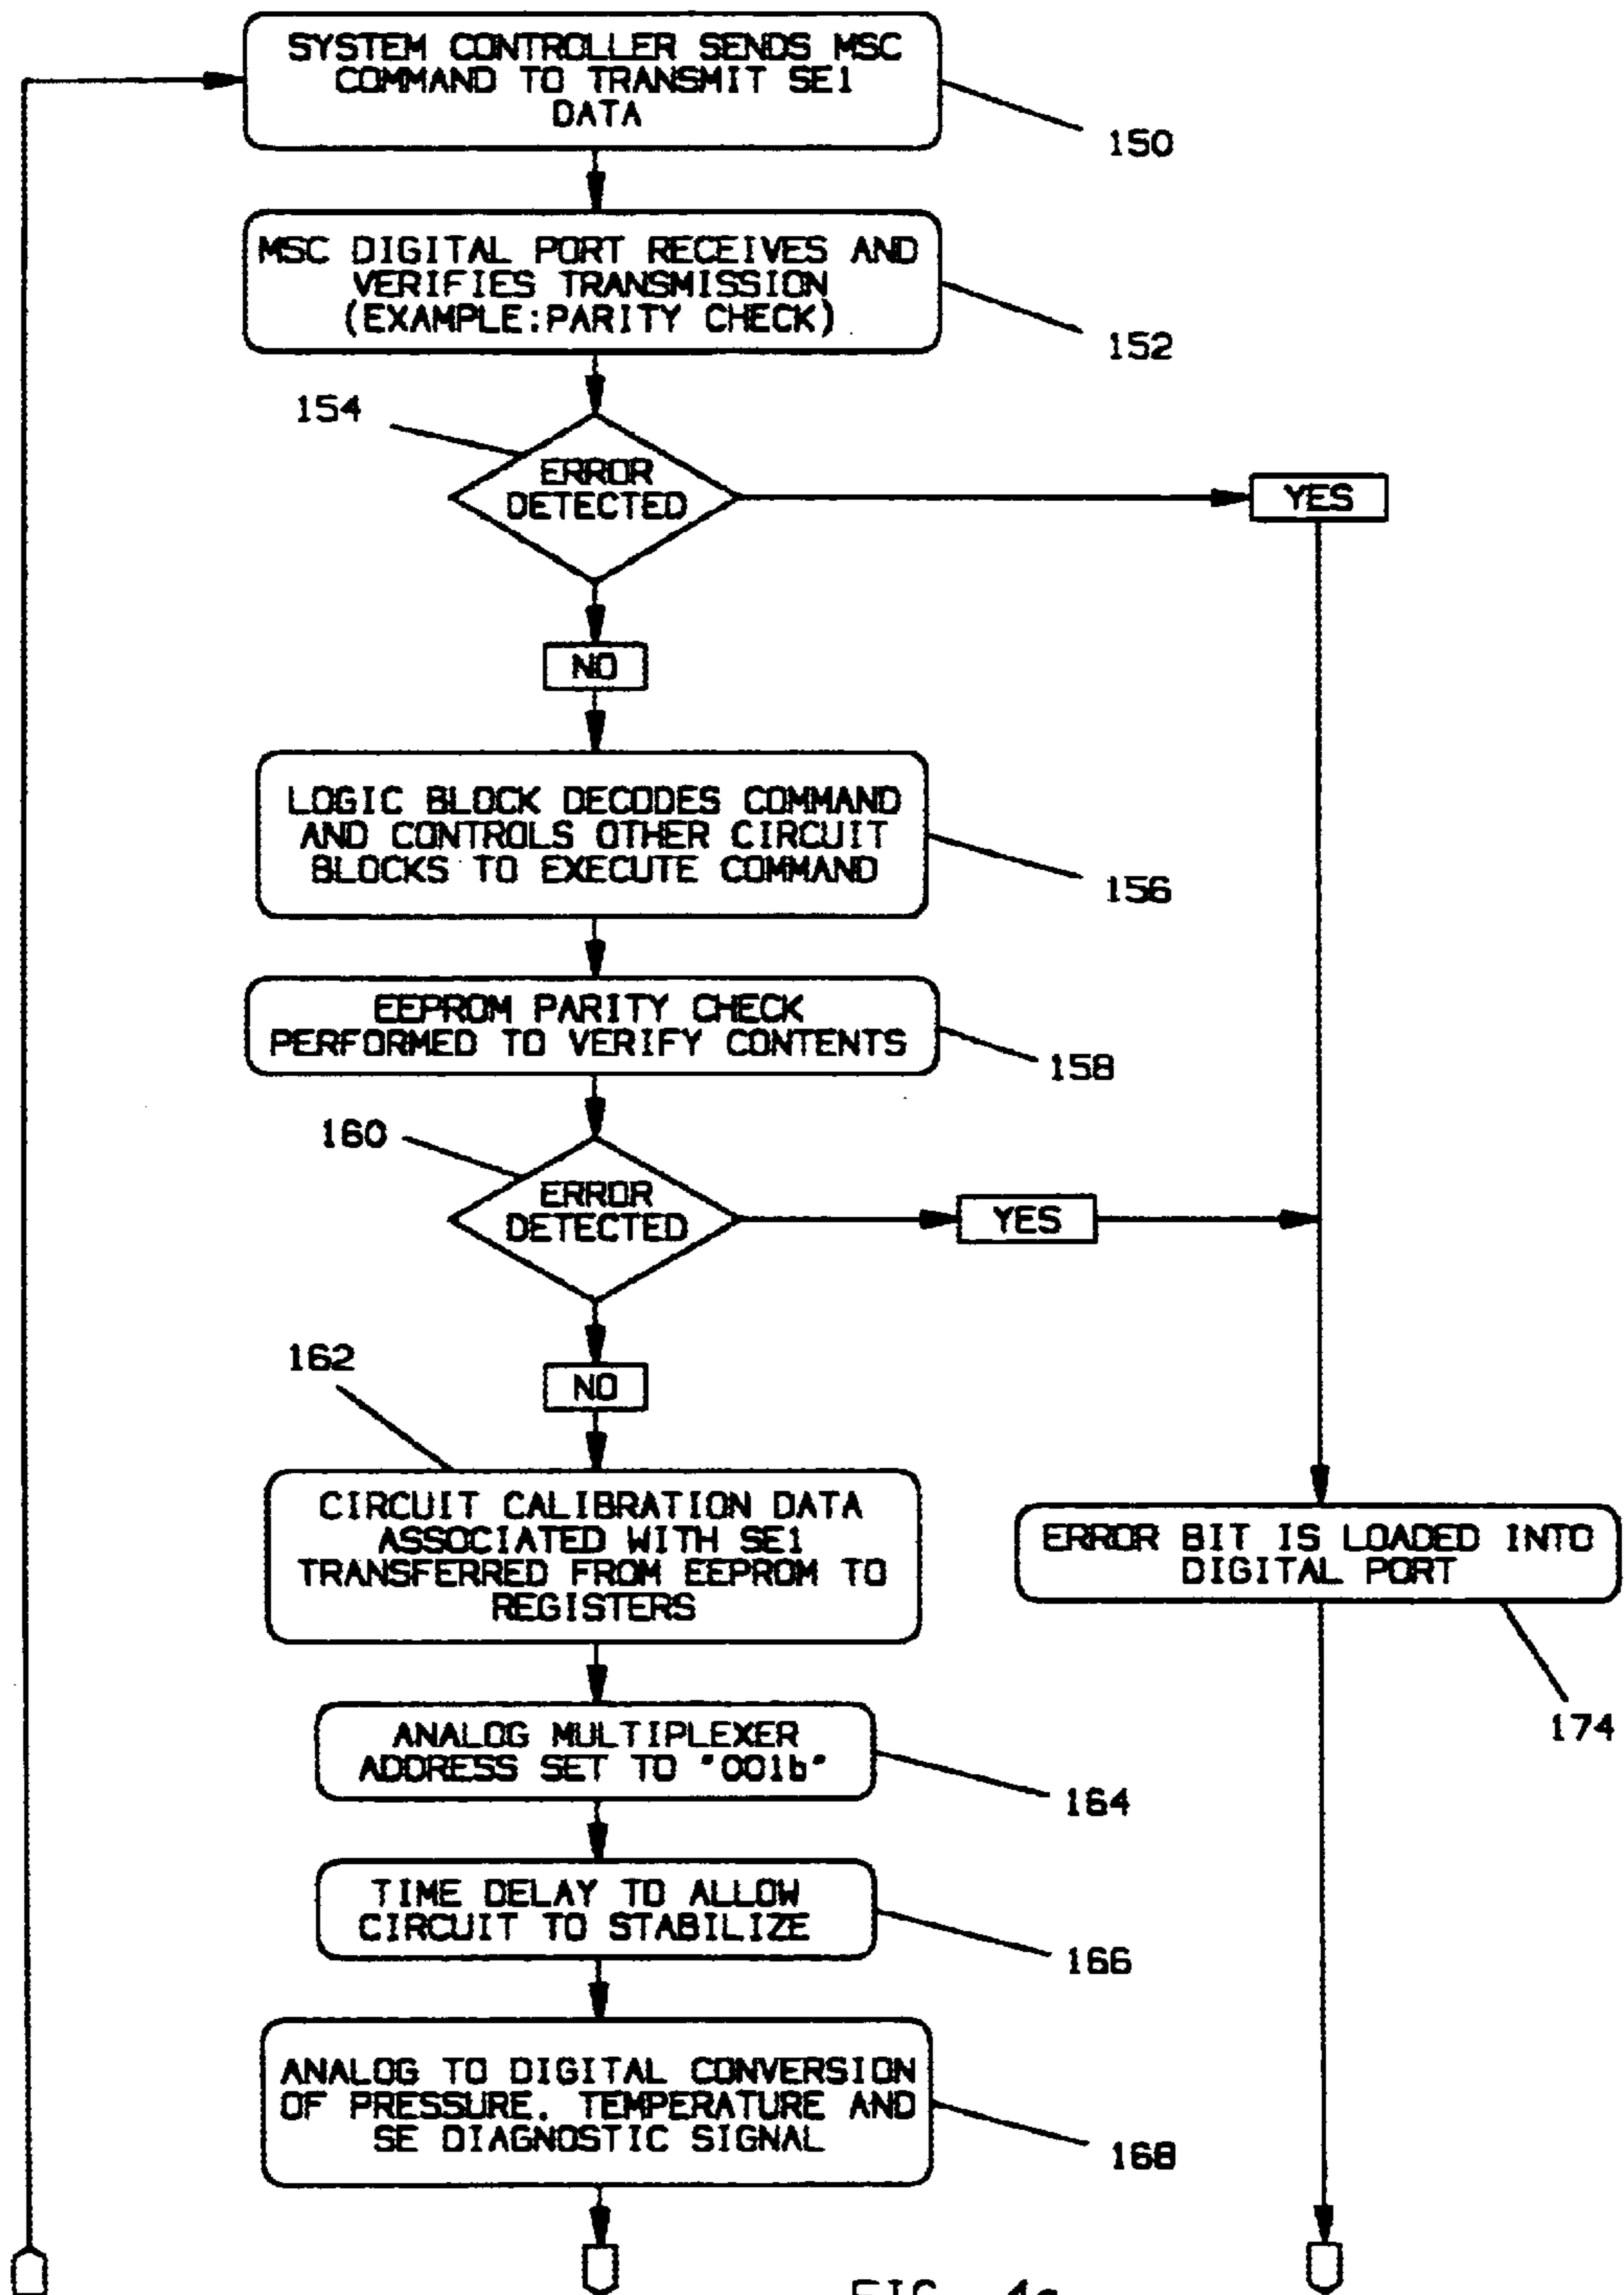 SYSTEM CONTROLLER SENDS MSC
COMMAND TO TRANSMIT SE1
DATA
150
MSC DIGITAL PORT RECEIVES AND
VERIFIES TRANSMISSION
(EXAMPLE:PARITY CHECK)
152
154
ERROR
DETECTED
YES
NO
LOGIC BLOCK DECODES COMMAND
AND CONTROLS OTHER CIRCUIT
BLOCKS TO EXECUTE COMMAND
156
EEPROM PARITY CHECK
PERFORMED TO VERIFY CONTENTS
158
160
ERROR
DETECTED
YES
NO
162
CIRCUIT CALIBRATION DATA
ASSOCIATED WITH SE1
TRANSFERRED FROM EEPROM TO
REGISTERS
ERROR BIT IS LOADED INTO
DIGITAL PORT
174
ANALOG MULTIPLEXER
ADDRESS SET TO "001b"
164
TIME DELAY TO ALLOW
CIRCUIT TO STABILIZE
166
ANALOG TO DIGITAL CONVERSION
OF PRESSURE. TEMPERATURE AND
SE DIAGNOSTIC SIGNAL
168
FIG.